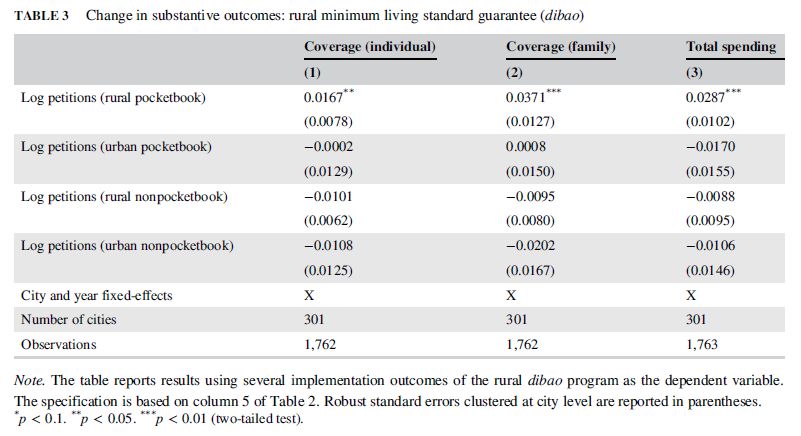 TABLE 3 Change in substantive outcomes: rural minimum living standard guarantee (dibao)
Coverage (individual) Coverage (family) Total spending
(1) (2) (3)
Log petitions (rural pocketbook) 0.0167** 0.0371*** 0.0287***
(0.0078) (0.0127) (0.0102)
Log petitions (urban pocketbook) −0.0002 0.0008 −0.0170
(0.0129) (0.0150) (0.0155)
Log petitions (rural nonpocketbook) −0.0101 −0.0095 −0.0088
(0.0062) (0.0080) (0.0095)
Log petitions (urban nonpocketbook) −0.0108 −0.0202 −0.0106
(0.0125) (0.0167) (0.0146)
City and year fixed-effects X X X
Number of cities 301 301 301
Observations 1,762 1,762 1,763
Note. The table reports results using several implementation outcomes of the rural dibao program as the dependent variable.
The specification is based on column 5 of Table 2. Robust standard errors clustered at city level are reported in parentheses.
*p < 0.1. **p < 0.05. ***p < 0.01 (two-tailed test).